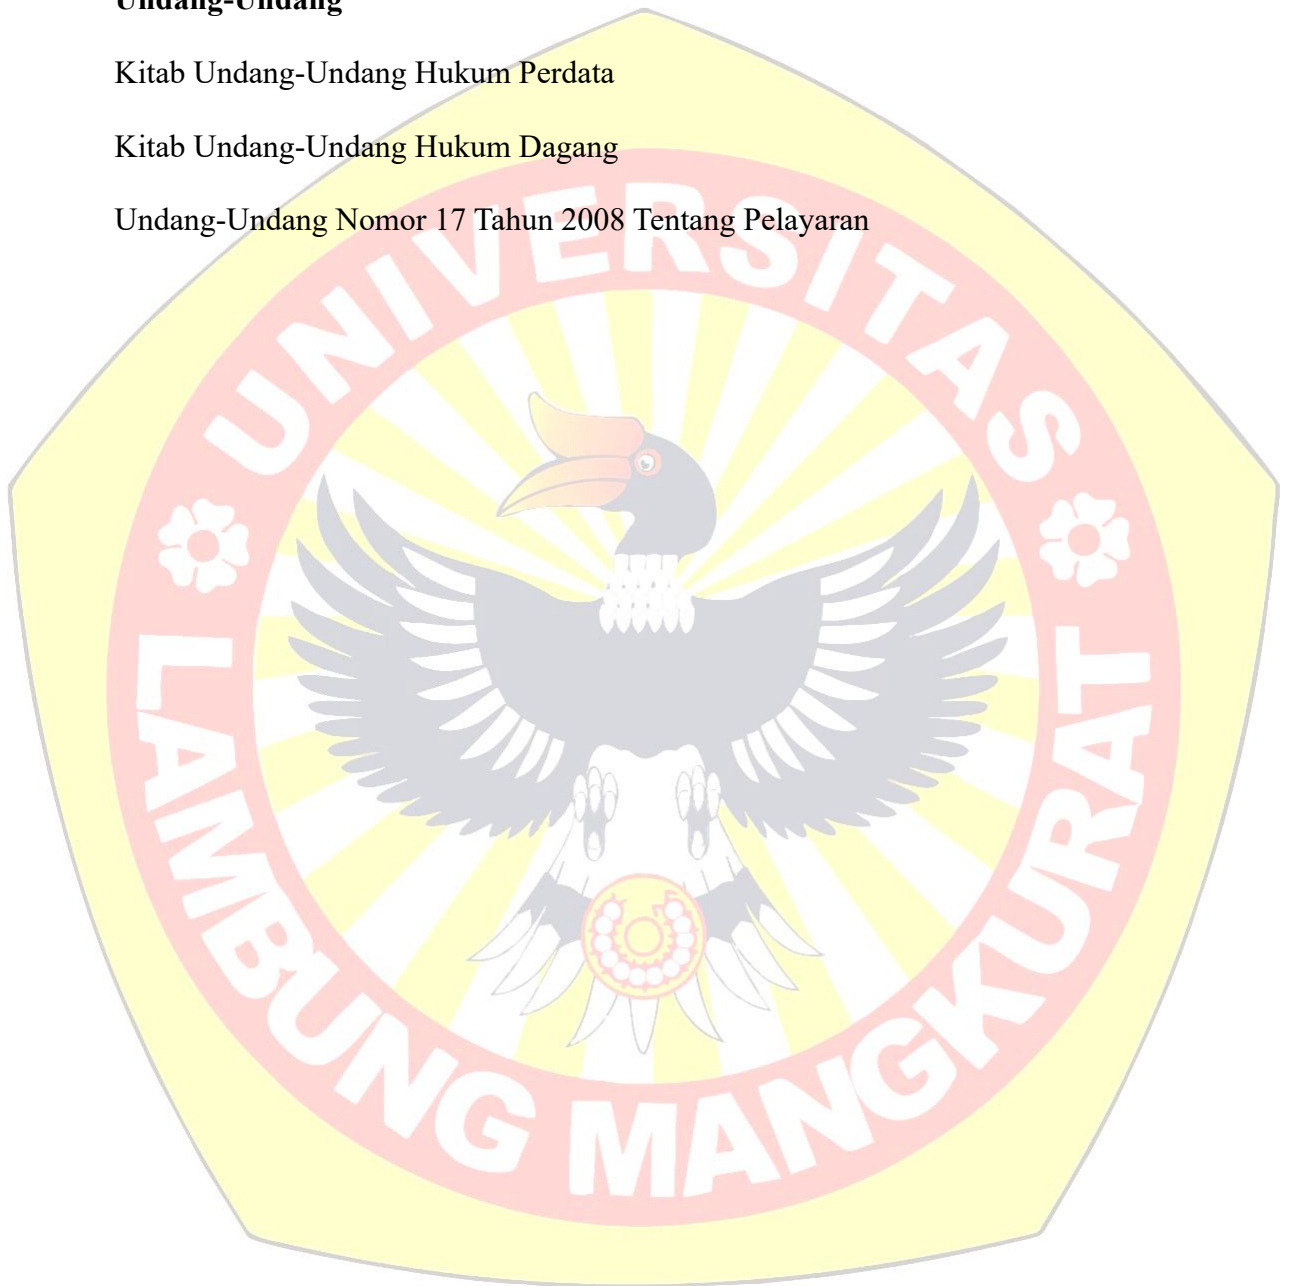 Undang-Undang
Kitab Undang-Undang Hukum Perdata
Kitab Undang-Undang Hukum Dagang
Undang-Undang Nomor 17 Tahun 2008 Tentang Pelayaran
UNIVERSITAS
LAMBUNG MANGKURAT